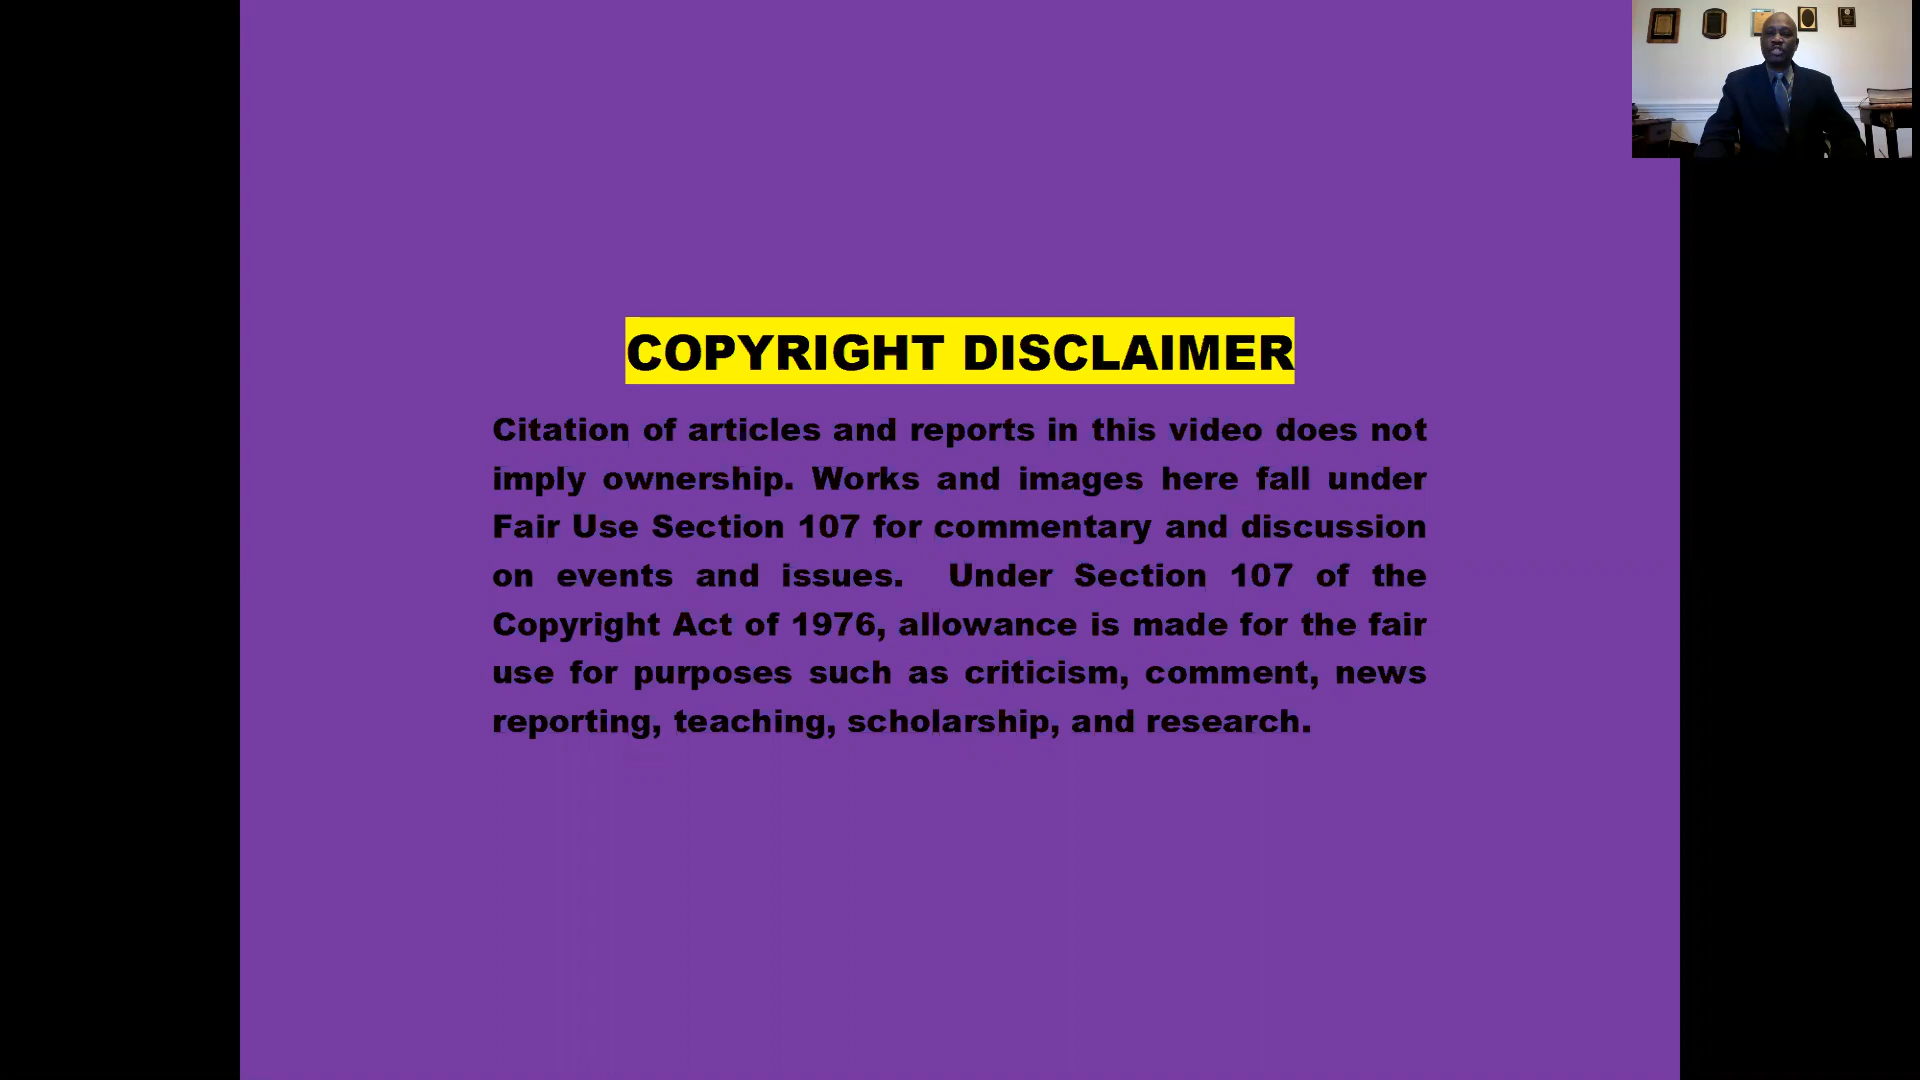 COPYRIGHT DISCLAIMER
Citation of articles and reports in this video does not
imply ownership. Works and images here fall under
Fair Use Section 107 for commentary and discussion
on events and issues.  Under Section 107 of the
Copyright Act of 1976, allowance is made for the fair
use for purposes such as criticism, comment, news
reporting, teaching, scholarship, and research.